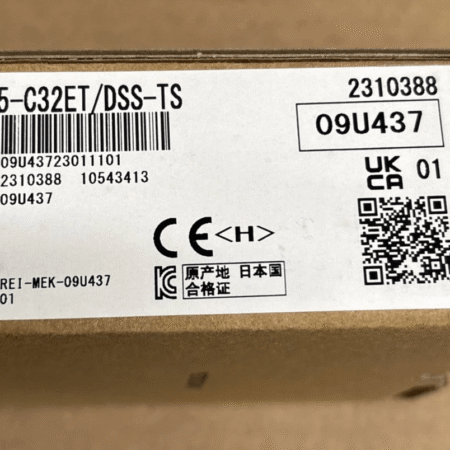 5-C32ET/DSS-TS
2310388
09U437
09U43723011101
2310388 10543413
09U437
UK
CA
01
CE <H>
原产地 日本国
合格证
REI-MEK-09U437
01